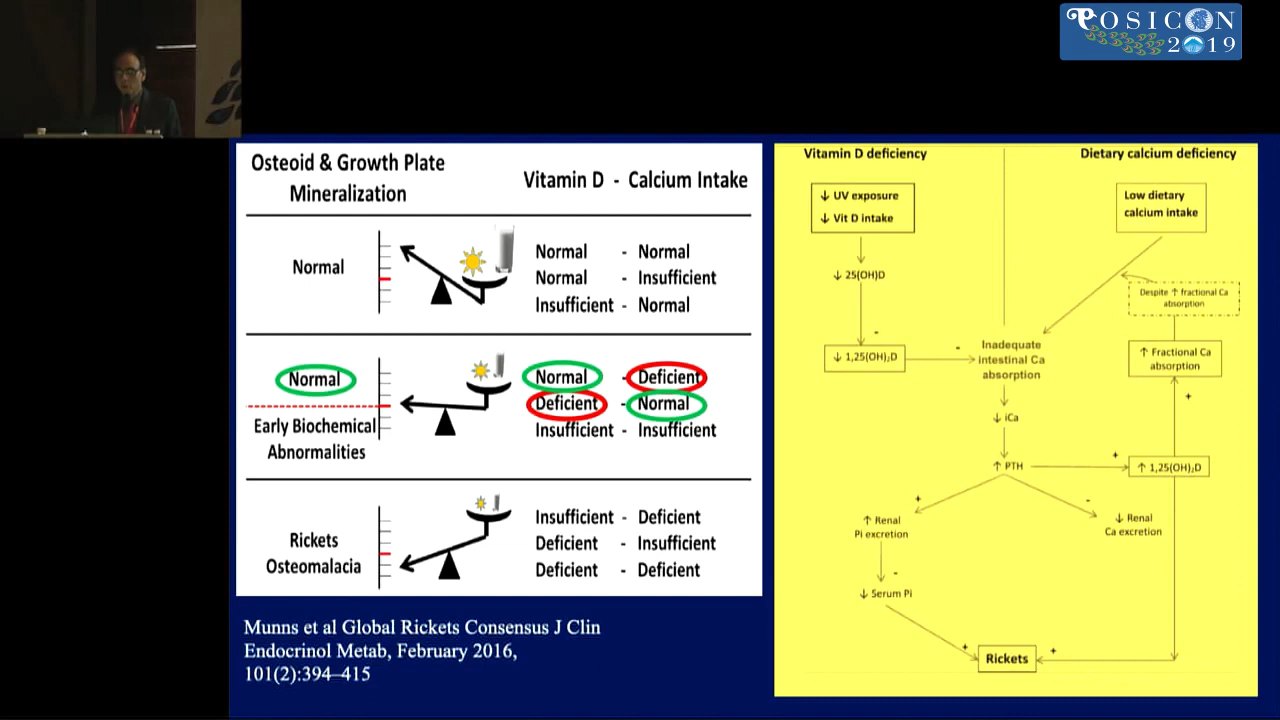 POSICON
2019
Osteoid & Growth Plate
Mineralization
Vitamin D - Calcium Intake
Normal
Normal - Normal
Normal - Insufficient
Insufficient - Normal
Normal
Early Biochemical
Abnormalities
Normal - Deficient
Deficient - Normal
Insufficient - Insufficient
Rickets
Osteomalacia
Insufficient - Deficient
Deficient - Insufficient
Deficient - Deficient
Munns et al Global Rickets Consensus J Clin
Endocrinol Metab, February 2016,
101(2):394–415
Vitamin D deficiency
Dietary calcium deficiency
↓ UV exposure
↓ Vit D intake
Low dietary
calcium intake
↓ 25(OH)D
Despite ↑ fractional Ca
absorption
-
↓ 1,25(OH)₂D
-
Inadequate
intestinal Ca
absorption
↑ Fractional Ca
absorption
+
↓ iCa
↑ PTH
+
↑ 1,25(OH)₂D
+
-
↑ Renal
Pi excretion
↓ Renal
Ca excretion
-
↓ Serum Pi
+
Rickets
+